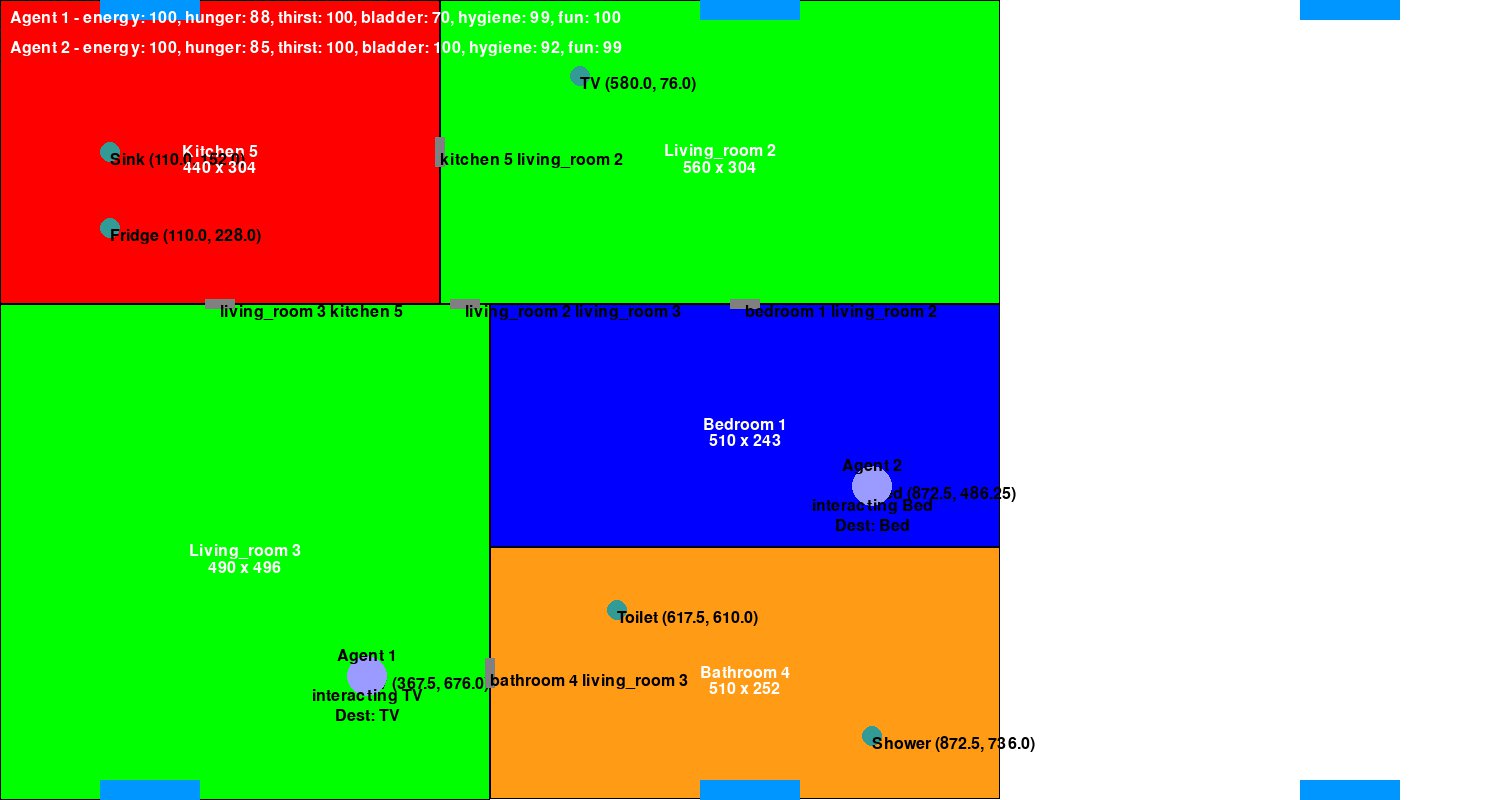 Agent 1 - energy: 100, hunger: 88, thirst: 100, bladder: 70, hygiene: 99, fun: 100
Agent 2 - energy: 100, hunger: 85, thirst: 100, bladder: 100, hygiene: 92, fun: 99
TV (580.0, 76.0)
Kitchen 5
Sink (110.0, 152.0)
440 x 304
kitchen 5 living_room 2
Living_room 2
560 x 304
Fridge (110.0, 228.0)
living_room 3 kitchen 5
living_room 2 living_room 3
bedroom 1 living_room 2
Bedroom 1
510 x 243
Agent 2
(872.5, 486.25)
interacting Bed
Dest: Bed
Living_room 3
490 x 496
Toilet (617.5, 610.0)
Agent 1
(367.5, 676.0)
interacting TV
Dest: TV
bathroom 4 living_room 3
Bathroom 4
510 x 252
Shower (872.5, 736.0)